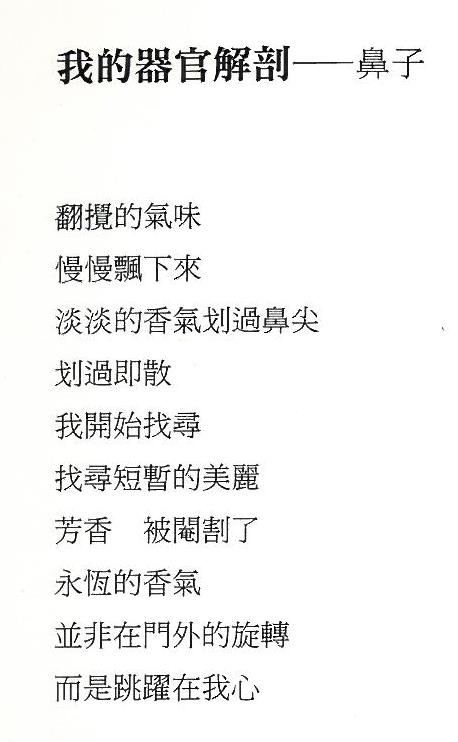 我的器官解剖——鼻子
翻攪的氣味
慢慢飄下來
淡淡的香氣划過鼻尖
划過即散
我開始找尋
找尋短暫的美麗
芳香　被閹割了
永恆的香氣
並非在門外的旋轉
而是跳躍在我心